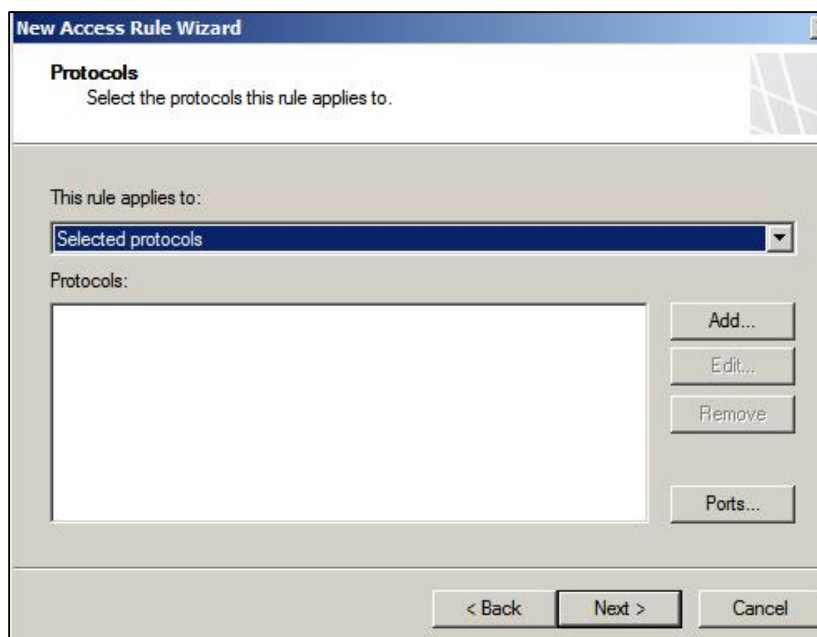 New Access Rule Wizard
Protocols
Select the protocols this rule applies to.
This rule applies to:
Selected protocols
Protocols:
Add...
Edit...
Remove
Ports...
< Back Next > Cancel